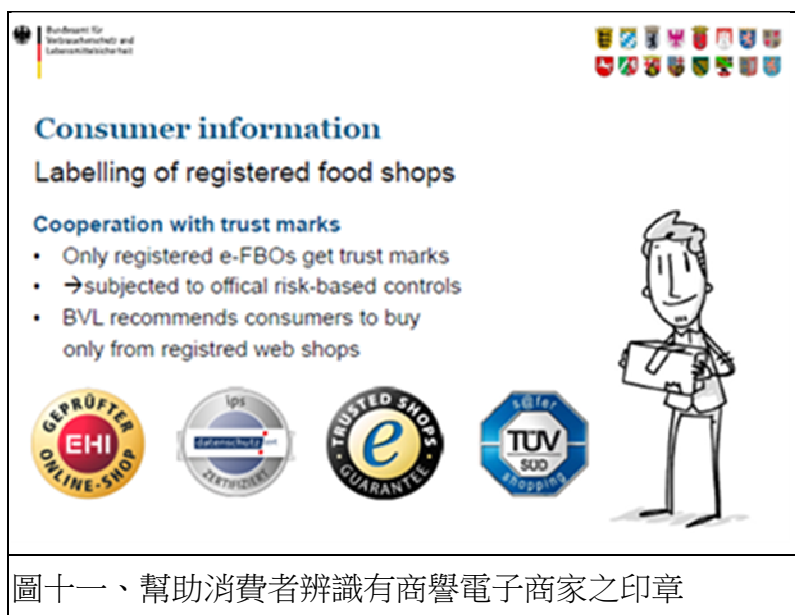 Bundesamt für
Verbraucherschutz und
Lebensmittelsicherheit
Consumer information
Labelling of registered food shops
Cooperation with trust marks
• Only registered e-FBOs get trust marks
• →subjected to offical risk-based controls
• BVL recommends consumers to buy
only from registred web shops
GEPRÜFTER
EHI
ONLINE-SHOP
ips
datenschutz
ZERTIFIZIERT
TRUSTED SHOPS
e
GUARANTEE
s@fer
TÜV
SÜD
shopping
圖十一、幫助消費者辨識有商譽電子商家之印章